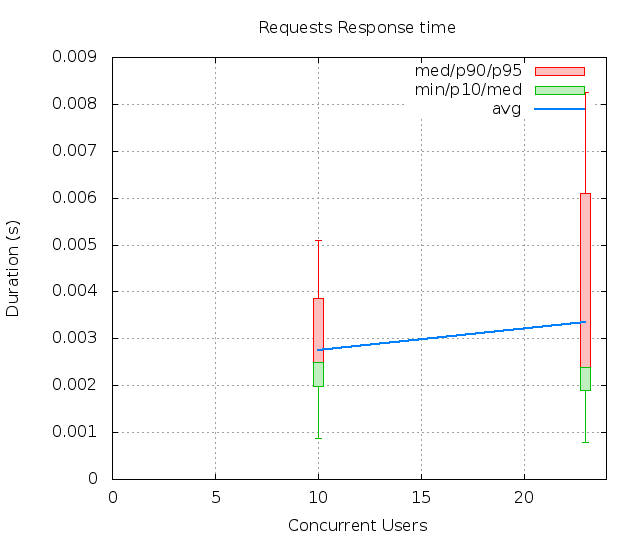 Requests Response time
0.009
0.008
0.007
0.006
0.005
0.004
0.003
0.002
0.001
0
med/p90/p95
min/p10/med
avg
Duration (s)
0 5 10 15 20
Concurrent Users